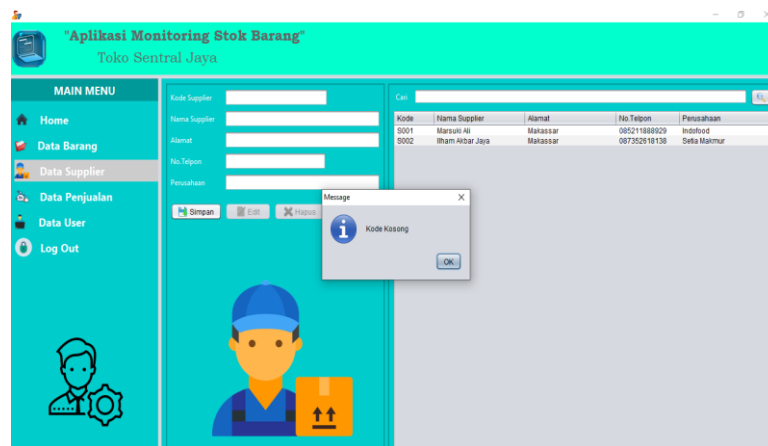 "Aplikasi Monitoring Stok Barang"
Toko Sentral Jaya
MAIN MENU
Home
Data Barang
Data Supplier
Data Penjualan
Data User
Log Out
Kode Supplier
Nama Supplier
Alamat
No.Telpon
Perusahaan
Simpan Edit Hapus
Cari
Kode Nama Supplier Alamat No.Telpon Perusahaan
S001 Marsuki Ali Makassar 085211888929 Indofood
S002 Ilham Akbar Jaya Makassar 087352618138 Setia Makmur
Message
Kode Kosong
OK